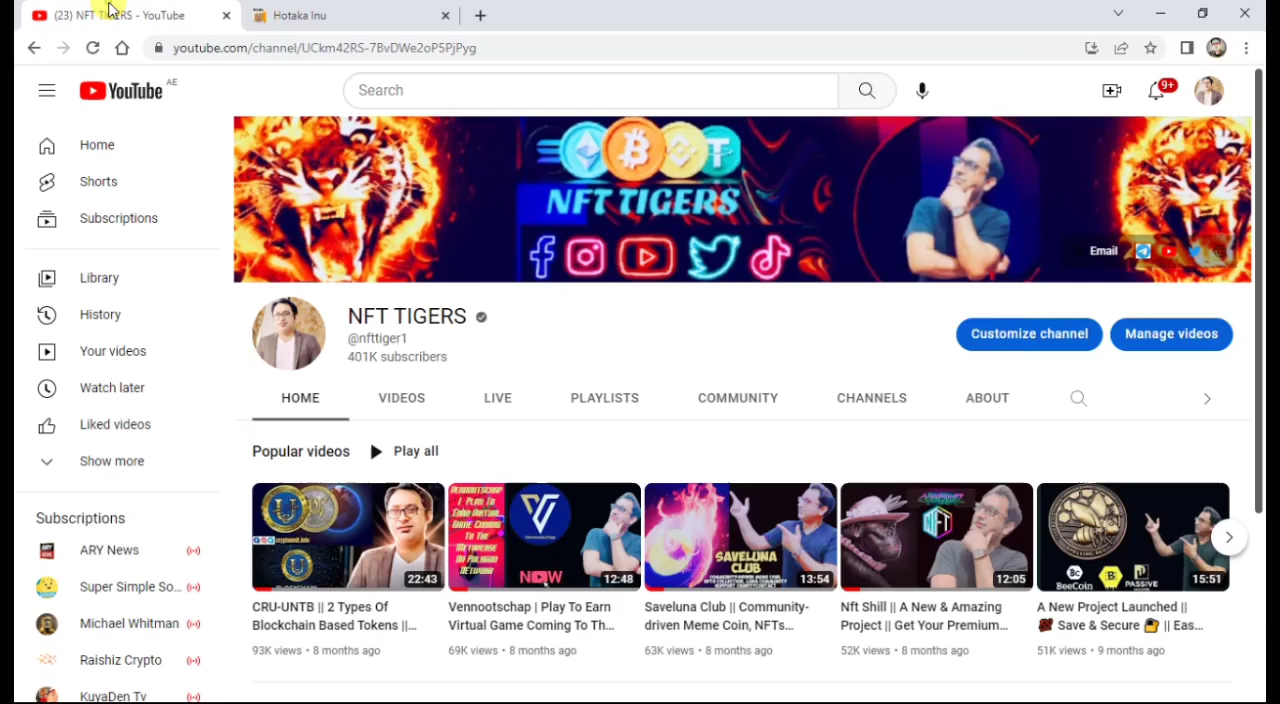 (23) NFT TIGERS - YouTube
Hotaka Inu
youtube.com/channel/UCkm42RS-7BvDWe2oP5PjPyg
YouTube AE
Search
9+
Home
Shorts
Subscriptions
Library
History
Your videos
Watch later
Liked videos
Show more
Subscriptions
ARY News
Super Simple So...
Michael Whitman
Raishiz Crypto
KuyaDen Tv
NFT TIGERS
Email
NFT TIGERS
@nfttiger1
401K subscribers
Customize channel
Manage videos
HOME
VIDEOS
LIVE
PLAYLISTS
COMMUNITY
CHANNELS
ABOUT
Popular videos
Play all
22:43
CRU-UNTB || 2 Types Of
Blockchain Based Tokens ||...
93K views • 8 months ago
NOW
12:48
Vennootschap | Play To Earn
Virtual Game Coming To Th...
69K views • 8 months ago
SAVELUNA
CLUB
13:54
Saveluna Club || Community-
driven Meme Coin, NFTs...
63K views • 8 months ago
NFT
12:05
Nft Shill || A New & Amazing
Project || Get Your Premium...
52K views • 8 months ago
BeeCoin
PASSIVE
15:51
A New Project Launched ||
💯 Save & Secure 🔐 || Eas...
51K views • 9 months ago